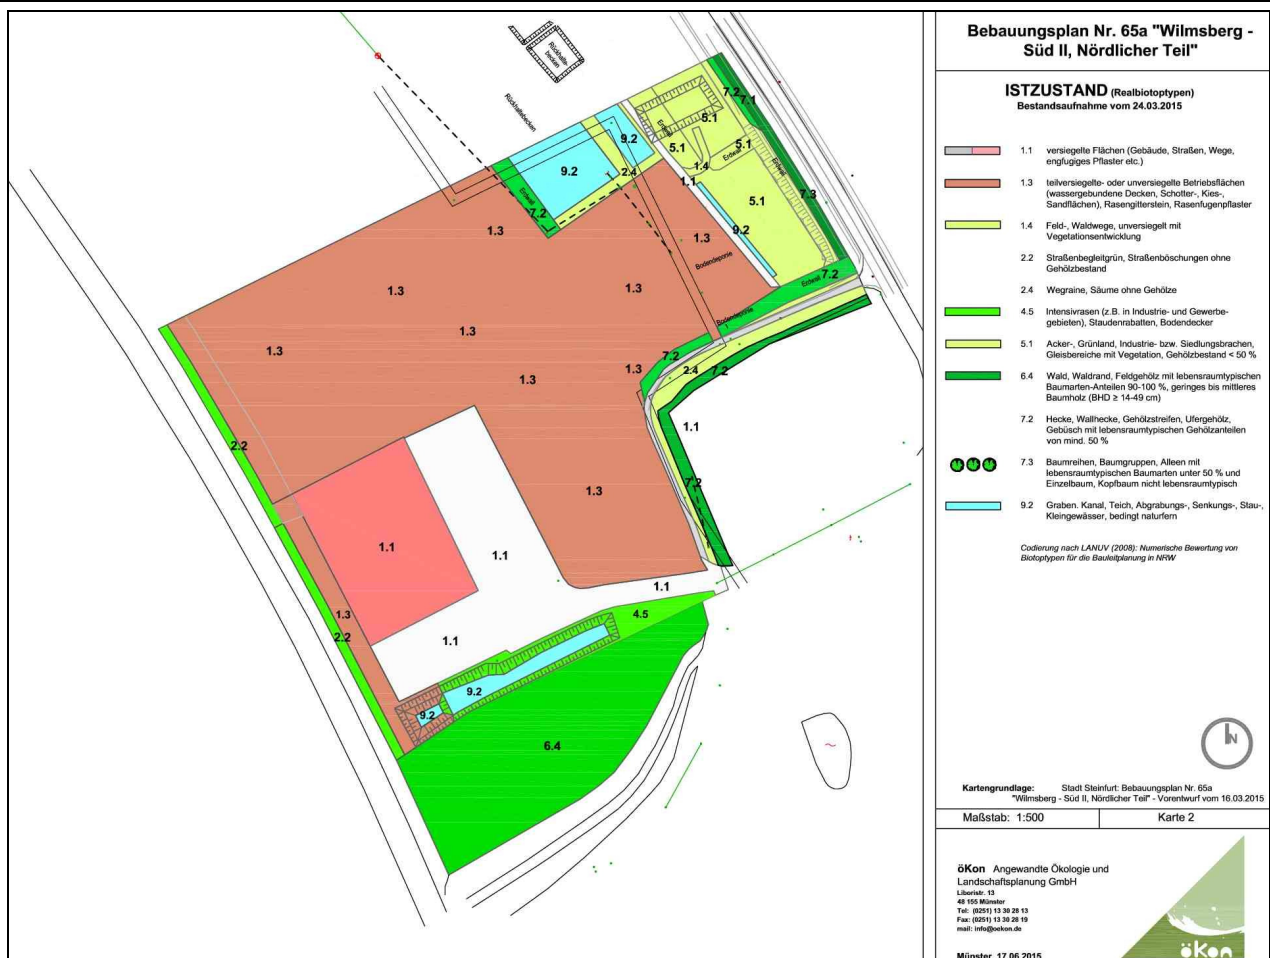 Bebauungsplan Nr. 65a "Wilmsberg -
Süd II, Nördlicher Teil"
ISTZUSTAND (Realbiotoptypen)
Bestandsaufnahme vom 24.03.2015
1.1 versiegelte Flächen (Gebäude, Straßen, Wege,
engfugiges Pflaster etc.)
1.3 teilversiegelte- oder unversiegelte Betriebsflächen
(wassergebundene Decken, Schotter-, Kies-,
Sandflächen), Rasengitterstein, Rasenfugenpflaster
1.4 Feld-, Waldwege, unversiegelt mit
Vegetationsentwicklung
2.2 Straßenbegleitgrün, Straßenböschungen ohne
Gehölzbestand
2.4 Wegraine, Säume ohne Gehölze
4.5 Intensivrasen (z.B. in Industrie- und Gewerbe-
gebieten), Staudenrabatten, Bodendecker
5.1 Acker-, Grünland, Industrie- bzw. Siedlungsbrachen,
Gleisbereiche mit Vegetation, Gehölzbestand < 50 %
6.4 Wald, Waldrand, Feldgehölz mit lebensraumtypischen
Baumarten-Anteilen 90-100 %, geringes bis mittleres
Baumholz (BHD ≥ 14-49 cm)
7.2 Hecke, Wallhecke, Gehölzstreifen, Ufergehölz,
Gebüsch mit lebensraumtypischen Gehölzanteilen
von mind. 50 %
7.3 Baumreihen, Baumgruppen, Alleen mit
lebensraumtypischen Baumarten unter 50 % und
Einzelbaum, Kopfbaum nicht lebensraumtypisch
9.2 Graben. Kanal, Teich, Abgrabungs-, Senkungs-, Stau-,
Kleingewässer, bedingt naturfern
Codierung nach LANUV (2008): Numerische Bewertung von
Biotoptypen für die Bauleitplanung in NRW
N
Kartengrundlage: Stadt Steinfurt: Bebauungsplan Nr. 65a
"Wilmsberg - Süd II, Nördlicher Teil" - Vorentwurf vom 16.03.2015
Maßstab: 1:500 Karte 2
öKon Angewandte Ökologie und
Landschaftsplanung GmbH
Liboristr. 13
48 155 Münster
Tel: (0251) 13 30 28 13
Fax: (0251) 13 30 28 19
mail: info@oekon.de
Münster, 17.06.2015
öKon
Rückhalte-
becken
Rückhaltebecken
7.2
7.1
5.1
Erdwall
9.2
5.1
5.1
Erdwall
Erdwall
1.4
9.2
2.4
1.1
Erdwall
7.2
5.1
7.3
1.3
9.2
1.3
Bodendeponie
7.2
Erdwall
1.3
1.3
Bodendeponie
1.3
1.3
7.2
1.3
2.4
7.2
1.3
1.1
2.2
7.2
1.3
1.1
1.1
1.1
1.3
4.5
2.2
1.1
9.2
9.2
6.4